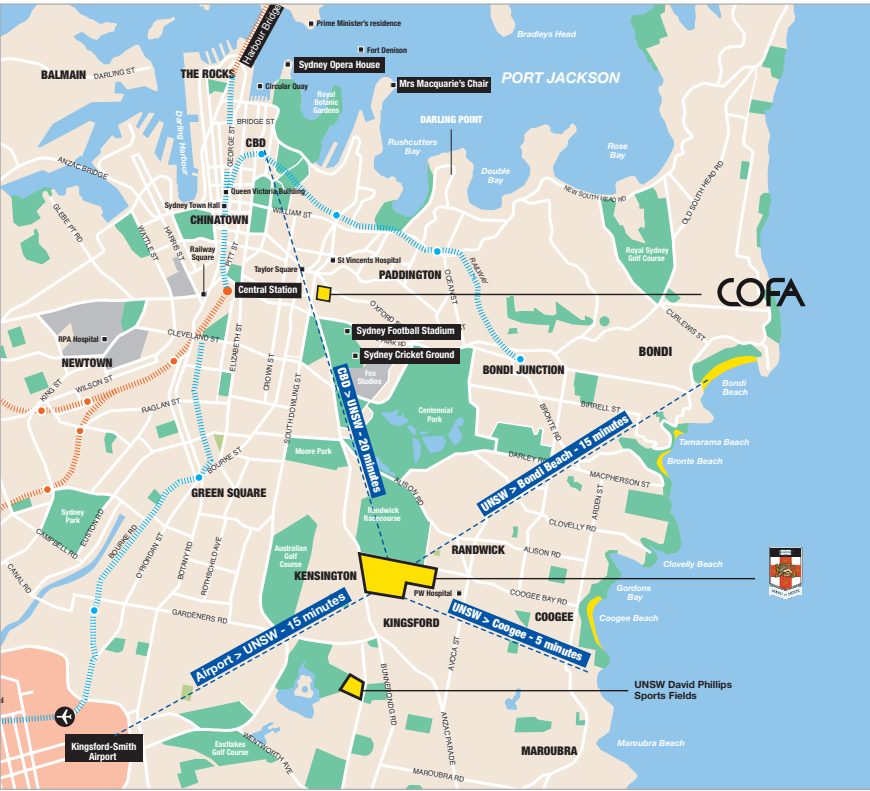 Harbour Bridge
Prime Minister's residence
Bradleys Head
Fort Denison
BALMAIN
DARLING ST
THE ROCKS
Sydney Opera House
PORT JACKSON
Circular Quay
Mrs Macquarie's Chair
Royal
Botanic
Gardens
Darling Harbour
BRIDGE ST
DARLING POINT
GEORGE ST
CBD
Rushcutters
Bay
Rose
Bay
ANZAC BRIDGE
Double
Bay
Queen Victoria Building
NEW SOUTH HEAD RD
OLD SOUTH HEAD RD
Sydney Town Hall
WILLIAM ST
CHINATOWN
GLEBE PT RD
WATTLE ST
HARRIS ST
Railway
Square
PITT ST
Royal Sydney
Golf Course
St Vincents Hospital
Taylor Square
PADDINGTON
OCEAN ST
RAILWAY
Central Station
COFA
OXFORD S
CURLEWIS ST
RPA Hospital
CLEVELAND ST
Sydney Football Stadium
PARK RD
NEWTOWN
ELIZABETH ST
Sydney Cricket Ground
BONDI
CROWN ST
BONDI JUNCTION
KING ST
WILSON ST
Fox
Studios
CBD > UNSW - 20 minutes
Bondi
Beach
RAGLAN ST
SOUTH DOWLING ST
Centennial
Park
BIRRELL ST
BRONTE RD
UNSW > Bondi Beach - 15 minutes
Tamarama Beach
BOURKE ST
Moore Park
DARLEY R
Bronte Beach
MACPHERSON ST
GREEN SQUARE
ALISON RD
ARDEN ST
Sydney
Park
EUSTON RD
Randwick
Racecourse
CLOVELLY RD
CAMPBELL RD
BOURKE RD
O'RIORDAN ST
BOTANY RD
ROTHSCHILD AVE
Australian
Golf
Course
RANDWICK
ALISON RD
Clovelly Beach
CANAL RD
KENSINGTON
PW Hospital
COOGEE BAY RD
Gordons
Bay
Airport > UNSW - 15 minutes
GARDENERS RD
KINGSFORD
UNSW > Coogee - 5 minutes
COOGEE
Coogee Beach
AVOCA ST
BUNNERONDG RD
UNSW David Phillips
Sports Fields
ANZAC PARADE
Kingsford-Smith
Airport
Eastlakes
Golf Course
WENTWORTH AVE
MAROUBRA
Maroubra Beach
MAROUBRA RD